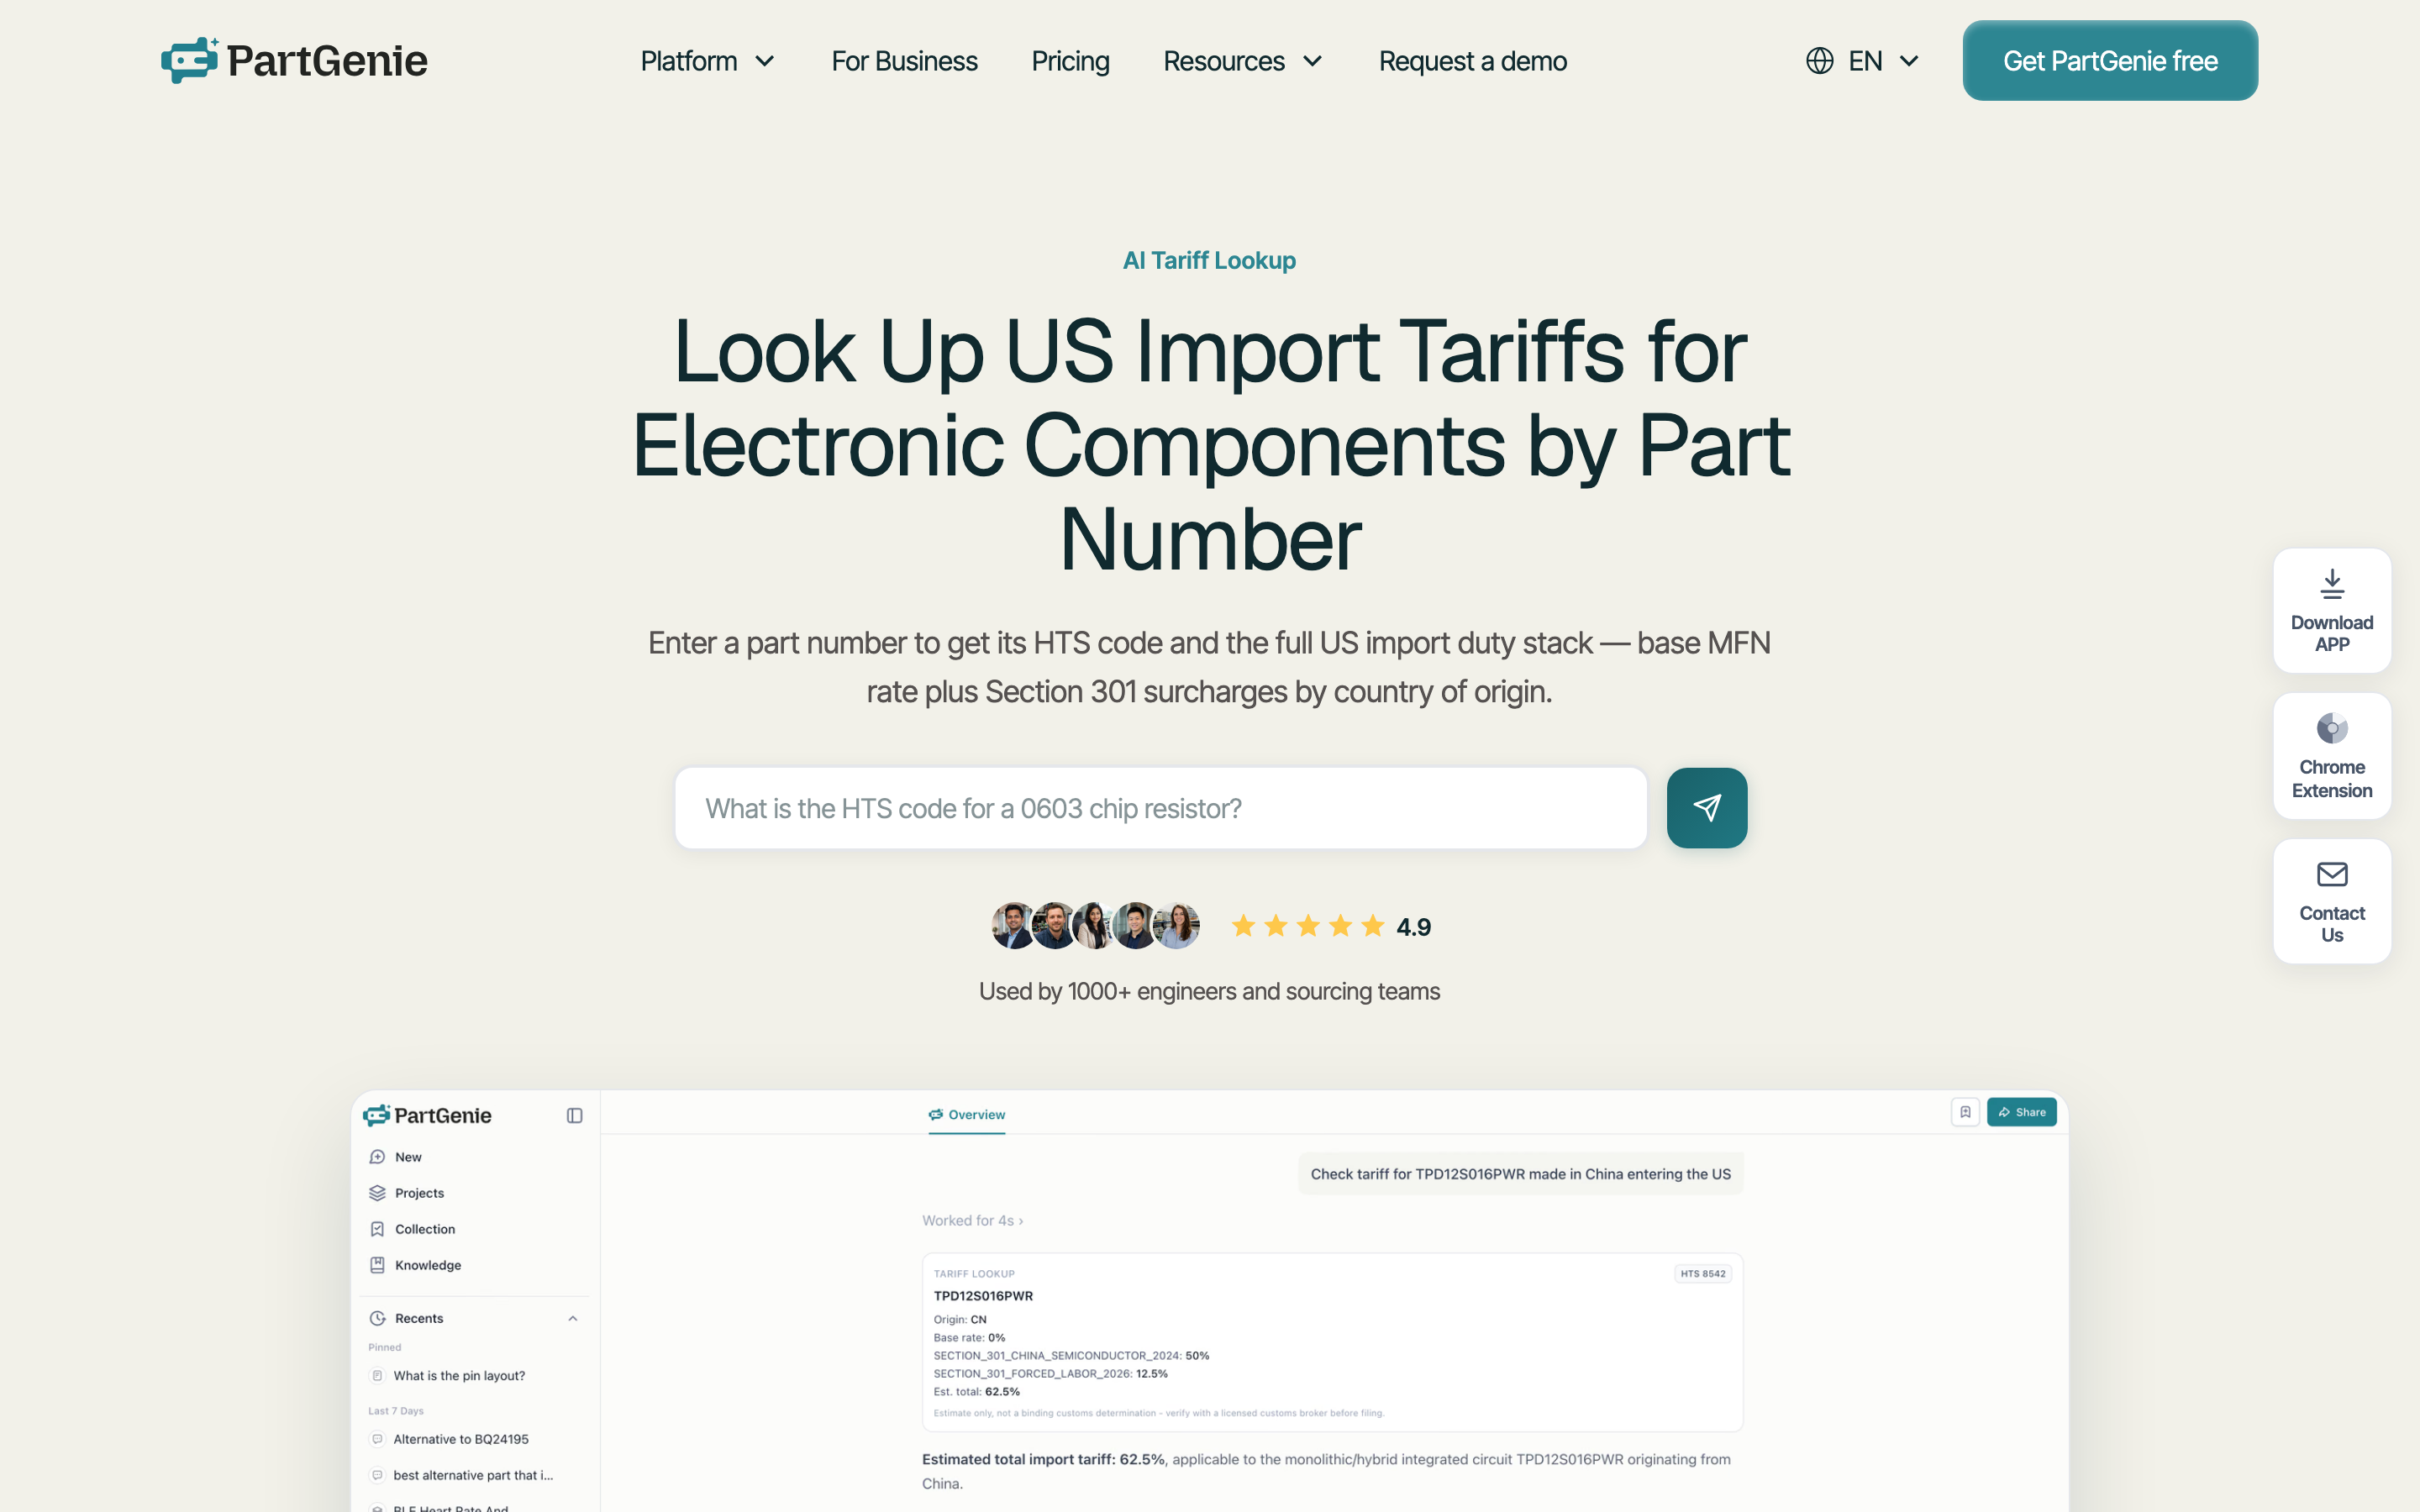 PartGenie
Platform
For Business
Pricing
Resources
Request a demo
EN
Get PartGenie free
AI Tariff Lookup
Look Up US Import Tariffs for
Electronic Components by Part
Number
Enter a part number to get its HTS code and the full US import duty stack — base MFN
rate plus Section 301 surcharges by country of origin.
What is the HTS code for a 0603 chip resistor?
4.9
Used by 1000+ engineers and sourcing teams
Download
APP
Chrome
Extension
Contact
Us
PartGenie
New
Projects
Collection
Knowledge
Recents
Pinned
What is the pin layout?
Last 7 Days
Alternative to BQ24195
best alternative part that i...
BLE Heart Rate And
Overview
Share
Check tariff for TPD12S016PWR made in China entering the US
Worked for 4s ›
TARIFF LOOKUP
HTS 8542
TPD12S016PWR
Origin: CN
Base rate: 0%
SECTION_301_CHINA_SEMICONDUCTOR_2024: 50%
SECTION_301_FORCED_LABOR_2026: 12.5%
Est. total: 62.5%
Estimate only, not a binding customs determination - verify with a licensed customs broker before filing.
Estimated total import tariff: 62.5%, applicable to the monolithic/hybrid integrated circuit TPD12S016PWR originating from
China.